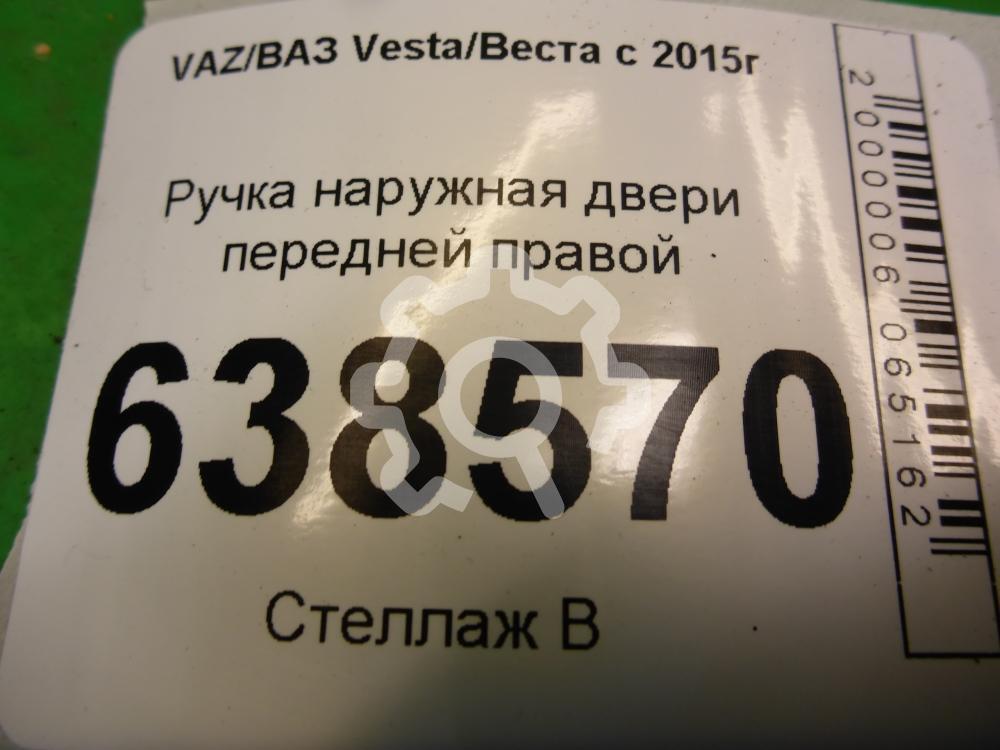 VAZ/ВАЗ Vesta/Веста с 2015г
Ручка наружная двери
передней правой
638570
Стеллаж В
2000006065162